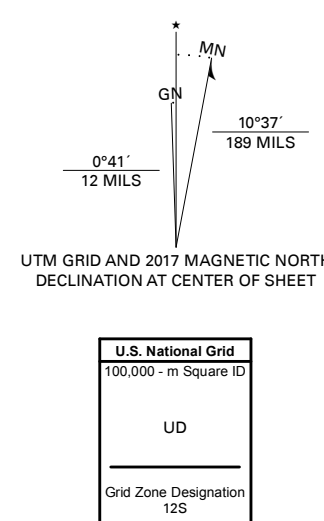 ★
MN
GN
10°37´
189 MILS
0°41´
12 MILS
UTM GRID AND 2017 MAGNETIC NORTH
DECLINATION AT CENTER OF SHEET
U.S. National Grid
100,000 - m Square ID
UD
Grid Zone Designation
12S